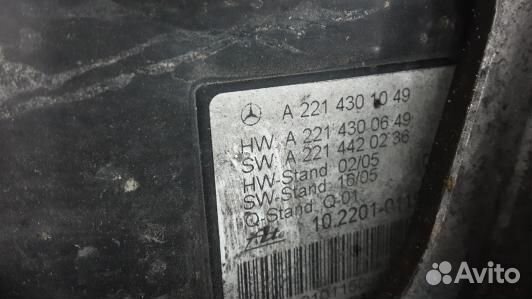 A 221 430 10 49
HW. A 221 430 06 49
SW. A 221 442 02 36
HW-Stand 02/05
SW-Stand: 16/05
Q-Stand: Q-01
10.2201-011
Avito